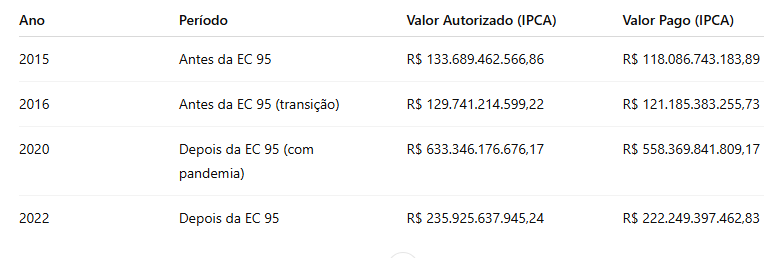 Ano Período Valor Autorizado (IPCA) Valor Pago (IPCA)
2015 Antes da EC 95 R$ 133.689.462.566,86 R$ 118.086.743.183,89
2016 Antes da EC 95 (transição) R$ 129.741.214.599,22 R$ 121.185.383.255,73
2020 Depois da EC 95 (com R$ 633.346.176.676,17 R$ 558.369.841.809,17
pandemia)
2022 Depois da EC 95 R$ 235.925.637.945,24 R$ 222.249.397.462,83